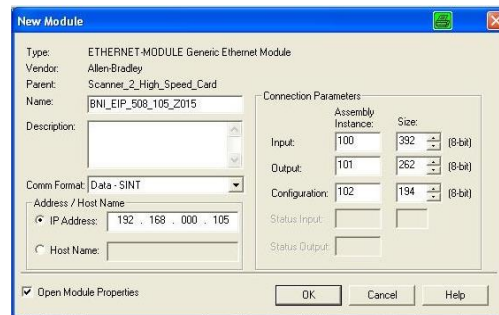 New Module
Type: ETHERNET-MODULE Generic Ethernet Module
Vendor: Allen-Bradley
Parent: Scanner_2_High_Speed_Card
Name: BNI_EIP_508_105_Z015
Description:
Comm Format: Data - SINT
Address / Host Name
IP Address: 192 . 168 . 000 . 105
Host Name:
Connection Parameters
Assembly
Instance: Size:
Input: 100 392 (8-bit)
Output: 101 262 (8-bit)
Configuration: 102 194 (8-bit)
Status Input:
Status Output:
Open Module Properties
OK Cancel Help